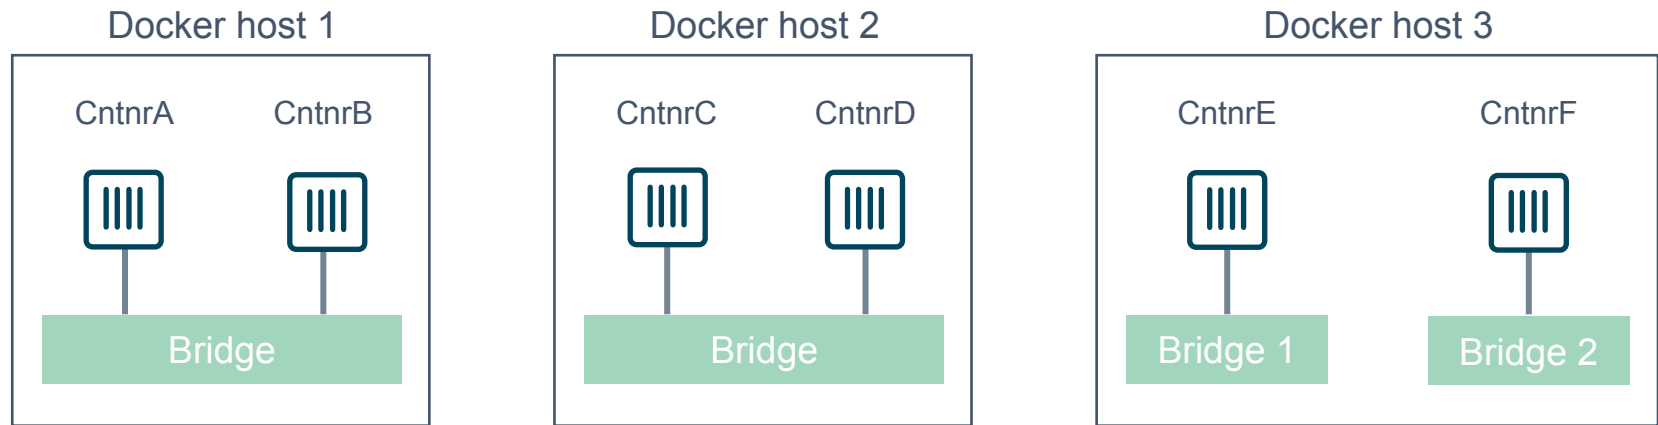 Docker host 1
Docker host 2
Docker host 3
CntnrA
CntnrB
CntnrC
CntnrD
CntnrE
CntnrF
Bridge
Bridge
Bridge 1
Bridge 2